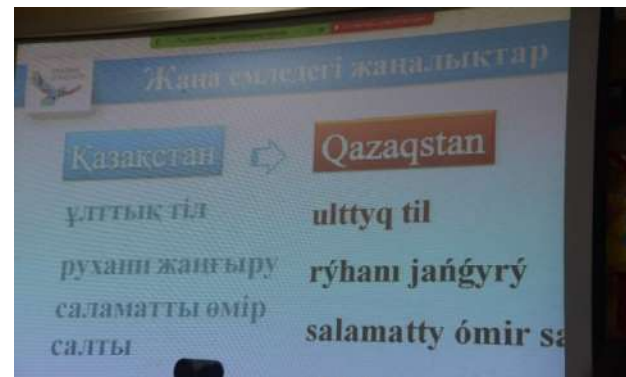 Жаңа емледегі жаңалықтар
Қазақстан
Qazaqstan
ұлттық тіл
ulttyq til
рухани жаңғыру
rýhanı jańǵyrý
саламатты өмір
салты
salamatty ómir sa